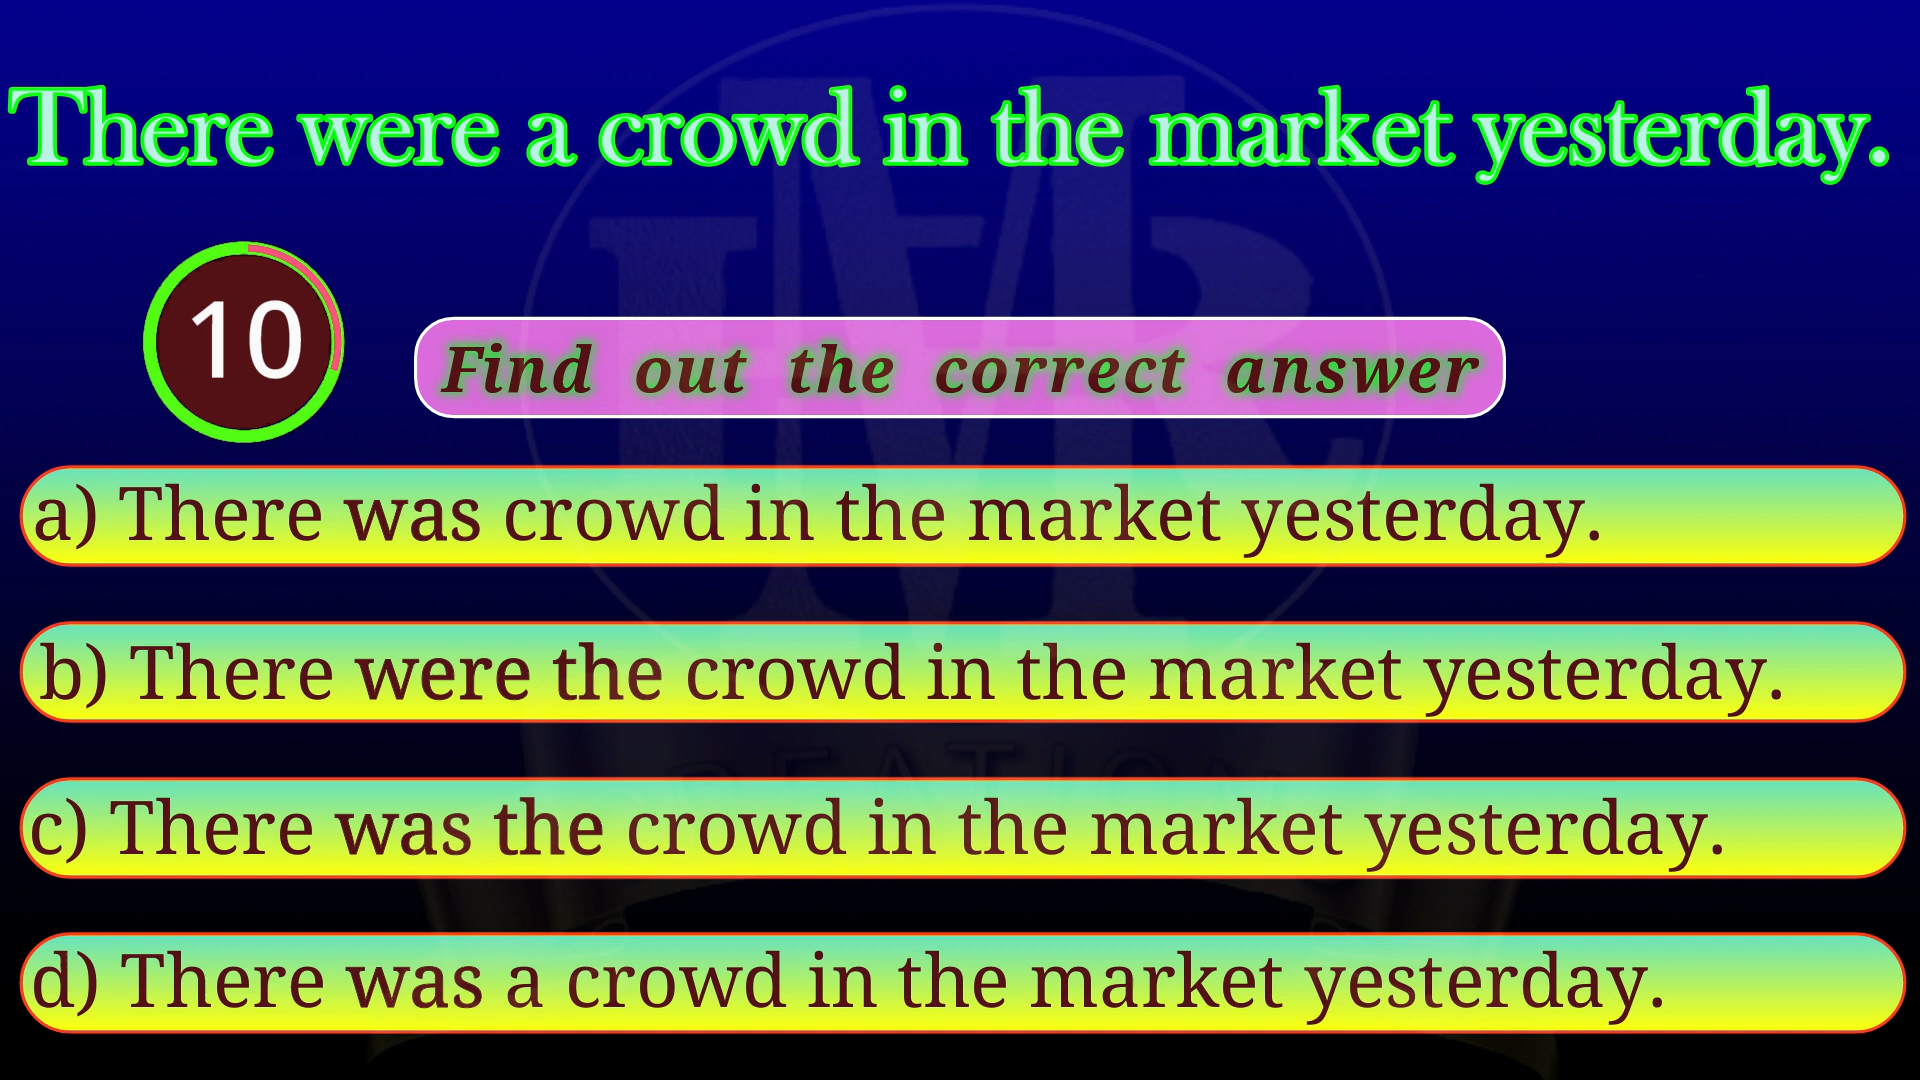 There were a crowd in the market yesterday.
10
Find out the correct answer
a) There was crowd in the market yesterday.
b) There were the crowd in the market yesterday.
c) There was the crowd in the market yesterday.
d) There was a crowd in the market yesterday.